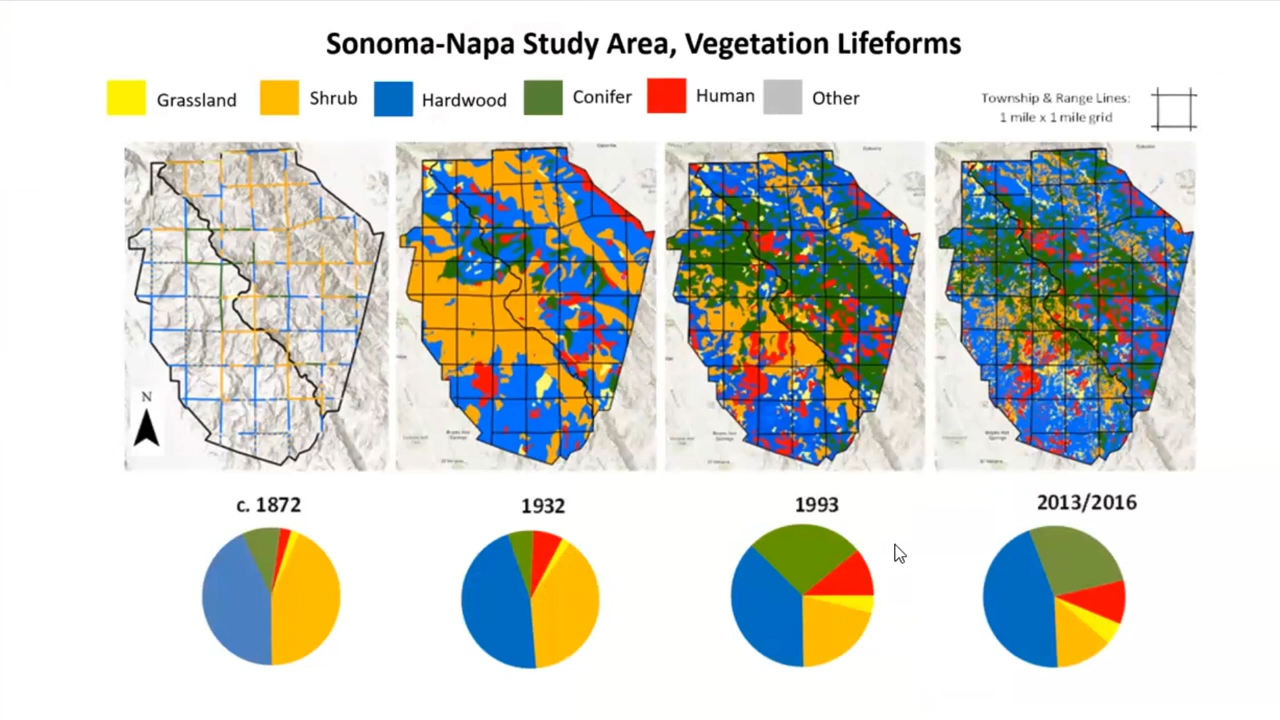 Sonoma-Napa Study Area, Vegetation Lifeforms
Grassland
Shrub
Hardwood
Conifer
Human
Other
Township & Range Lines:
1 mile x 1 mile grid
N
c. 1872
1932
1993
2013/2016